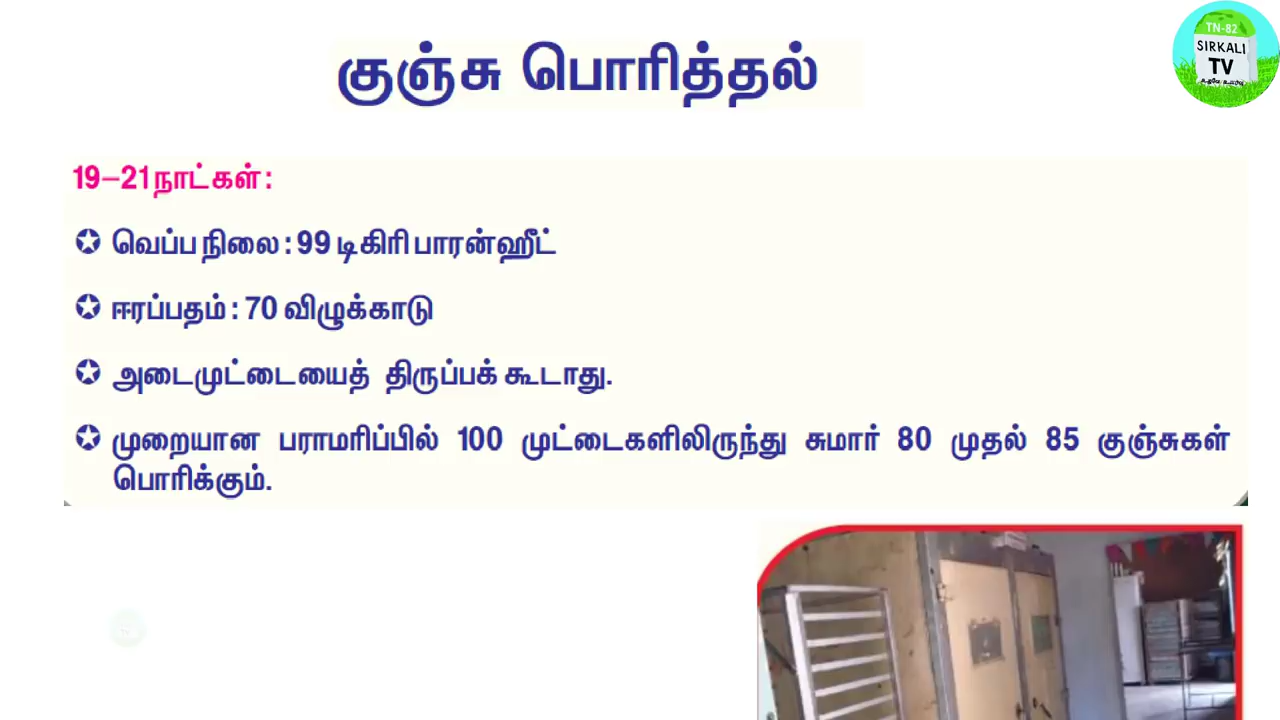 குஞ்சு பொரித்தல்
TN-82
SIRKALI
TV
19–21 நாட்கள் :
வெப்ப நிலை : 99 டிகிரி பாரன்ஹீட்
ஈரப்பதம் : 70 விழுக்காடு
அடைமுட்டையைத் திருப்பக் கூடாது.
முறையான பராமரிப்பில் 100 முட்டைகளிலிருந்து சுமார் 80 முதல் 85 குஞ்சுகள்
பொரிக்கும்.